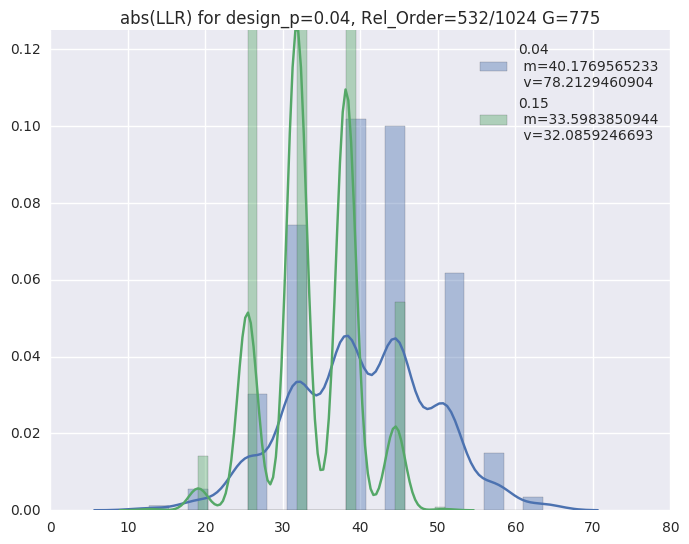 abs(LLR) for design_p=0.04, Rel_Order=532/1024 G=775
0.12
0.10
0.08
0.06
0.04
0.02
0.00
0.04
m=40.1769565233
v=78.2129460904
0.15
m=33.5983850944
v=32.0859246693
0 10 20 30 40 50 60 70 80